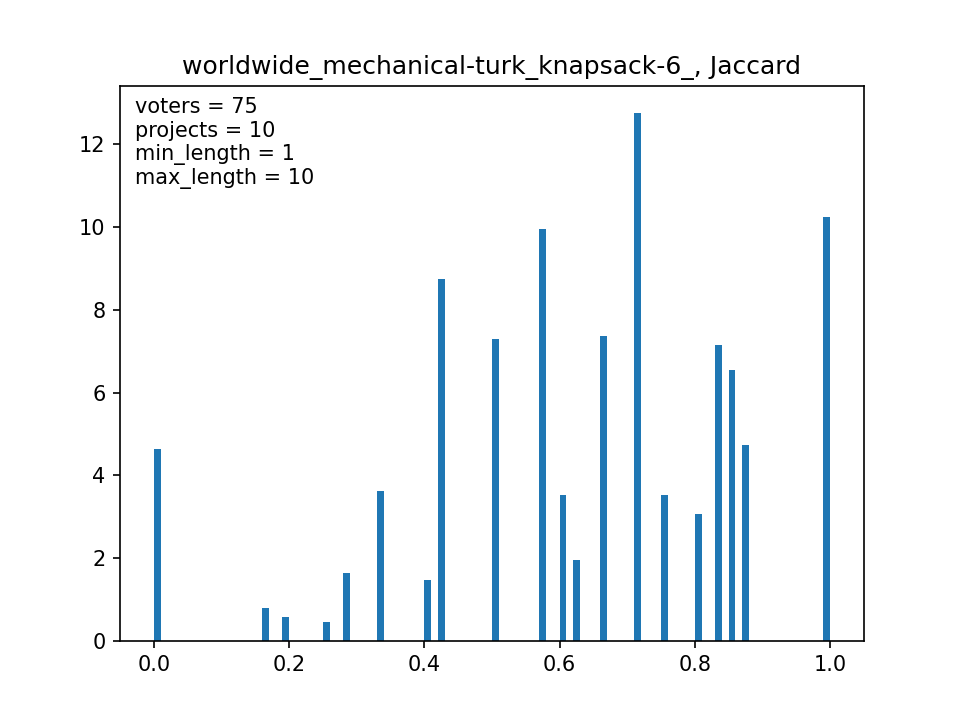 worldwide_mechanical-turk_knapsack-6_, Jaccard
voters = 75
projects = 10
min_length = 1
max_length = 10
12
10
8
6
4
2
0
0.0 0.2 0.4 0.6 0.8 1.0